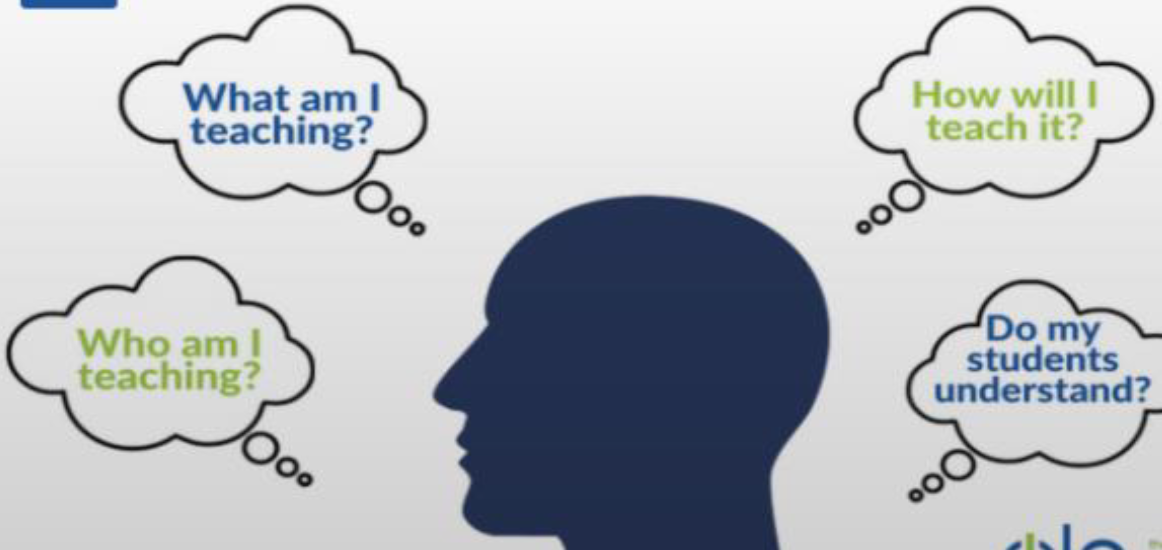 What am I
teaching?
How will I
teach it?
Who am I
teaching?
Do my
students
understand?